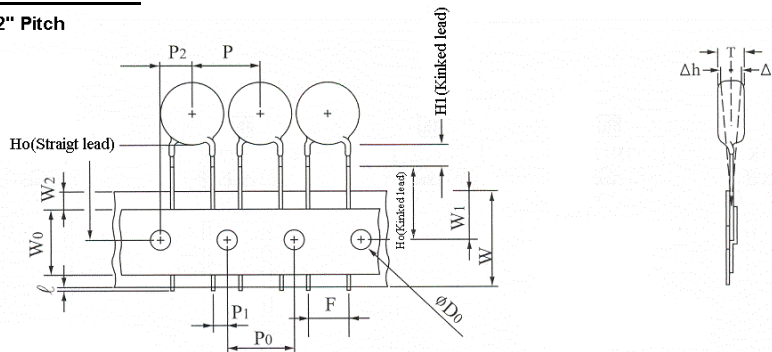 2" Pitch
P2
P
H1(Kinked lead)
T
Δh
Δ
Ho(Straigt lead)
W2
W0
Ho(Kinked lead)
W1
W
ℓ
P1
F
P0
øD0